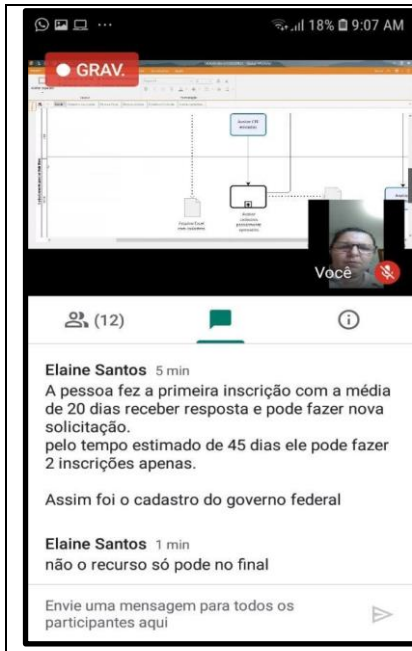 18% 9:07 AM
GRAV.
Você
(12)
Elaine Santos 5 min
A pessoa fez a primeira inscrição com a média
de 20 dias receber resposta e pode fazer nova
solicitação.
pelo tempo estimado de 45 dias ele pode fazer
2 inscrições apenas.
Assim foi o cadastro do governo federal
Elaine Santos 1 min
não o recurso só pode no final
Envie uma mensagem para todos os
participantes aqui